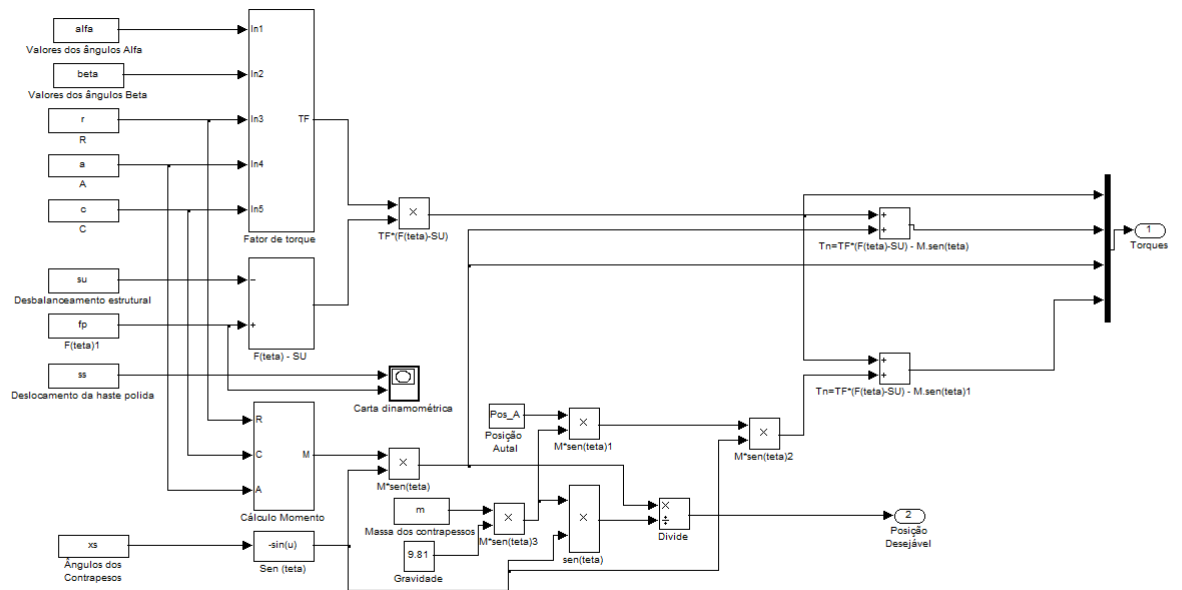 alfa
Valores dos ângulos Alfa
beta
Valores dos ângulos Beta
r
R
a
A
c
C
In1
In2
In3
In4
In5
TF
Fator de torque
su
Desbalanceamento estrutural
fp
F(teta)1
ss
Deslocamento da haste polida
−
+
F(teta) - SU
×
TF*(F(teta)-SU)
Carta dinamométrica
R
C
A
M
Cálculo Momento
xs
Ângulos dos
Contrapesos
-sin(u)
Sen (teta)
×
M*sen(teta)
Pos_A
Posição
Autal
×
M*sen(teta)1
m
Massa dos contrapessos
9.81
Gravidade
×
M*sen(teta)3
×
sen(teta)
×
÷
Divide
×
M*sen(teta)2
+
+
Tn=TF*(F(teta)-SU) - M.sen(teta)
+
+
Tn=TF*(F(teta)-SU) - M.sen(teta)1
1
Torques
2
Posição
Desejável